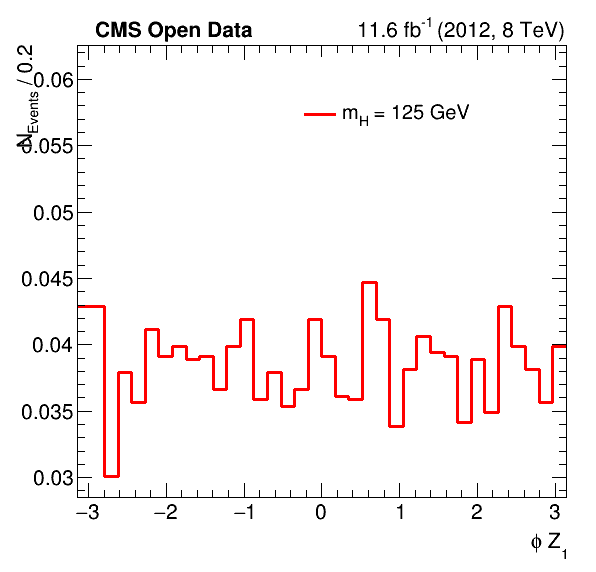 CMS Open Data 11.6 fb⁻¹ (2012, 8 TeV)
N_Events / 0.2
m_H = 125 GeV
0.06
0.055
0.05
0.045
0.04
0.035
0.03
−3 −2 −1 0 1 2 3
φ Z₁